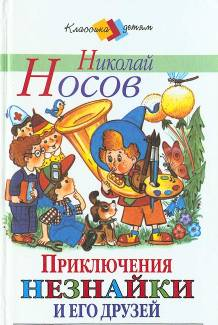 Классика детям
Николай
Носов
Приключения
НЕЗНАЙКИ
И ЕГО ДРУЗЕЙ